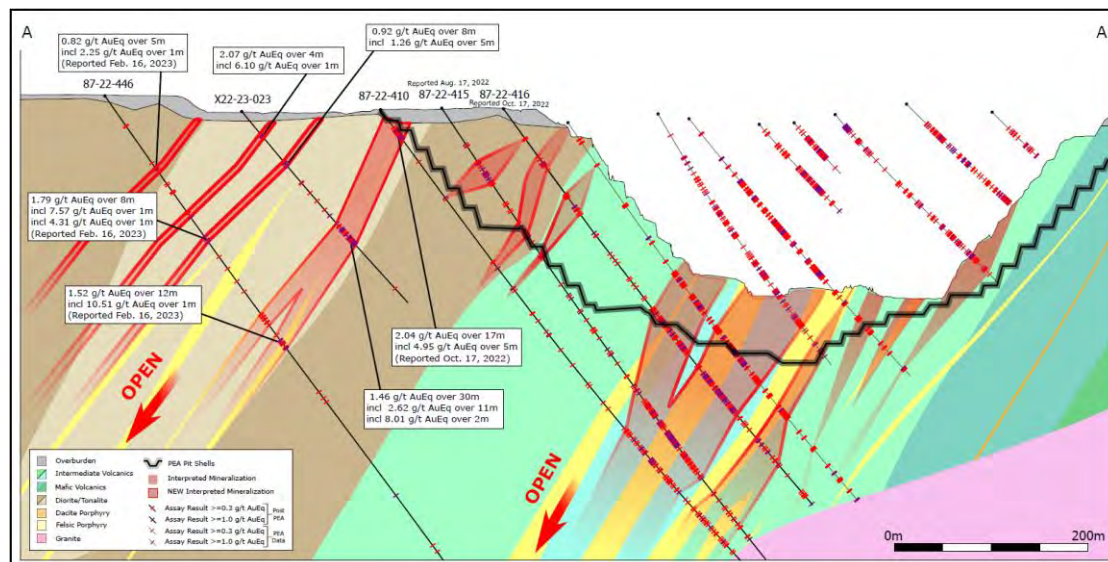 A
A
0.82 g/t AuEq over 5m
incl 2.25 g/t AuEq over 1m
(Reported Feb. 16, 2023)
2.07 g/t AuEq over 4m
incl 6.10 g/t AuEq over 1m
0.92 g/t AuEq over 8m
incl 1.26 g/t AuEq over 5m
87-22-446
X22-23-023
Reported Aug. 17, 2022
87-22-410
87-22-415
Reported Oct. 17, 2022
87-22-416
1.79 g/t AuEq over 8m
incl 7.57 g/t AuEq over 1m
incl 4.31 g/t AuEq over 1m
(Reported Feb. 16, 2023)
1.52 g/t AuEq over 12m
incl 10.51 g/t AuEq over 1m
(Reported Feb. 16, 2023)
2.04 g/t AuEq over 17m
incl 4.95 g/t AuEq over 5m
(Reported Oct. 17, 2022)
1.46 g/t AuEq over 30m
incl 2.62 g/t AuEq over 11m
incl 8.01 g/t AuEq over 2m
OPEN
OPEN
Overburden
Intermediate Volcanics
Mafic Volcanics
Diorite/Tonalite
Dacite Porphyry
Felsic Porphyry
Granite
PEA Pit Shells
Interpreted Mineralization
NEW Interpreted Mineralization
Assay Result >=0.3 g/t AuEq
Assay Result >=1.0 g/t AuEq
Post PEA
Assay Result >=0.3 g/t AuEq
Assay Result >=1.0 g/t AuEq
PEA Data
0m
200m